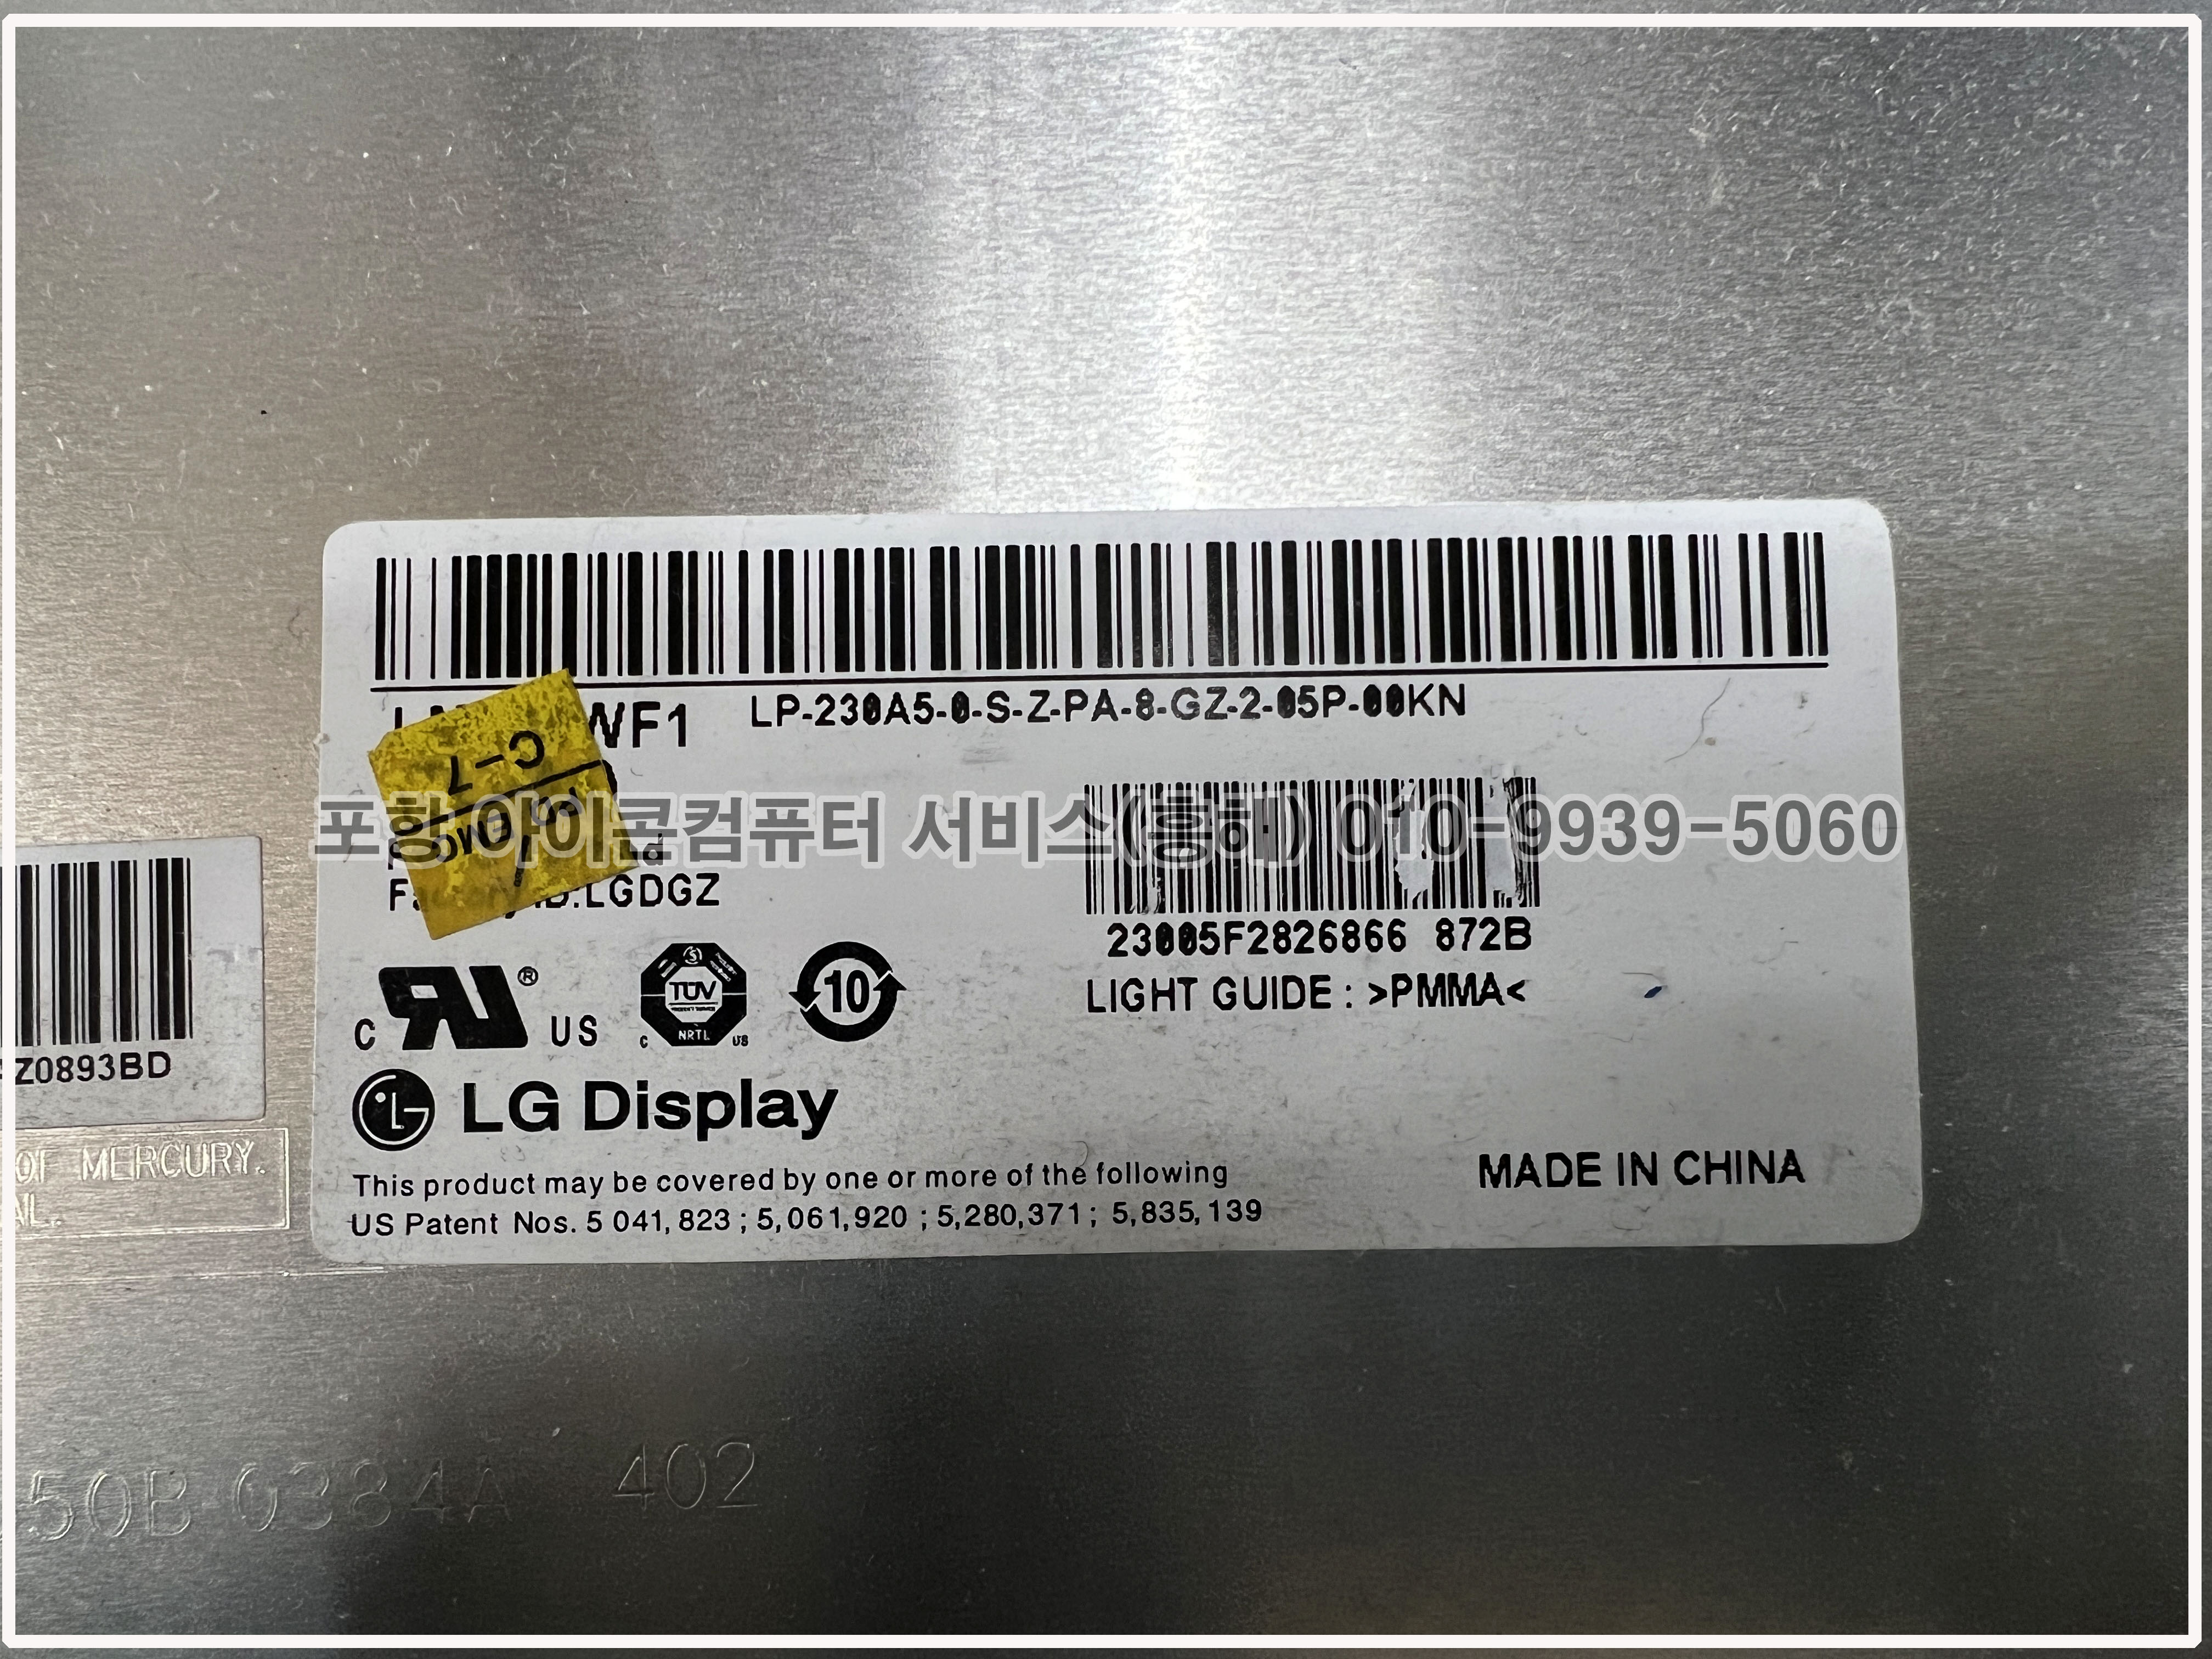 WF1 LP-230A5-0-S-Z-PA-8-GZ-2-05P-00KN
C-7
EMC
포항 아이콘컴퓨터 서비스(흥해) 010-9939-5060
LGDGZ
23005F2826866 872B
LIGHT GUIDE : >PMMA<
C ® US
TÜV
NRTL
C US
10
LG Display
This product may be covered by one or more of the following
US Patent Nos. 5 041,823 ; 5,061,920 ; 5,280,371 ; 5,835,139
MADE IN CHINA
Z0893BD
OF MERCURY.
50B-0384A 402